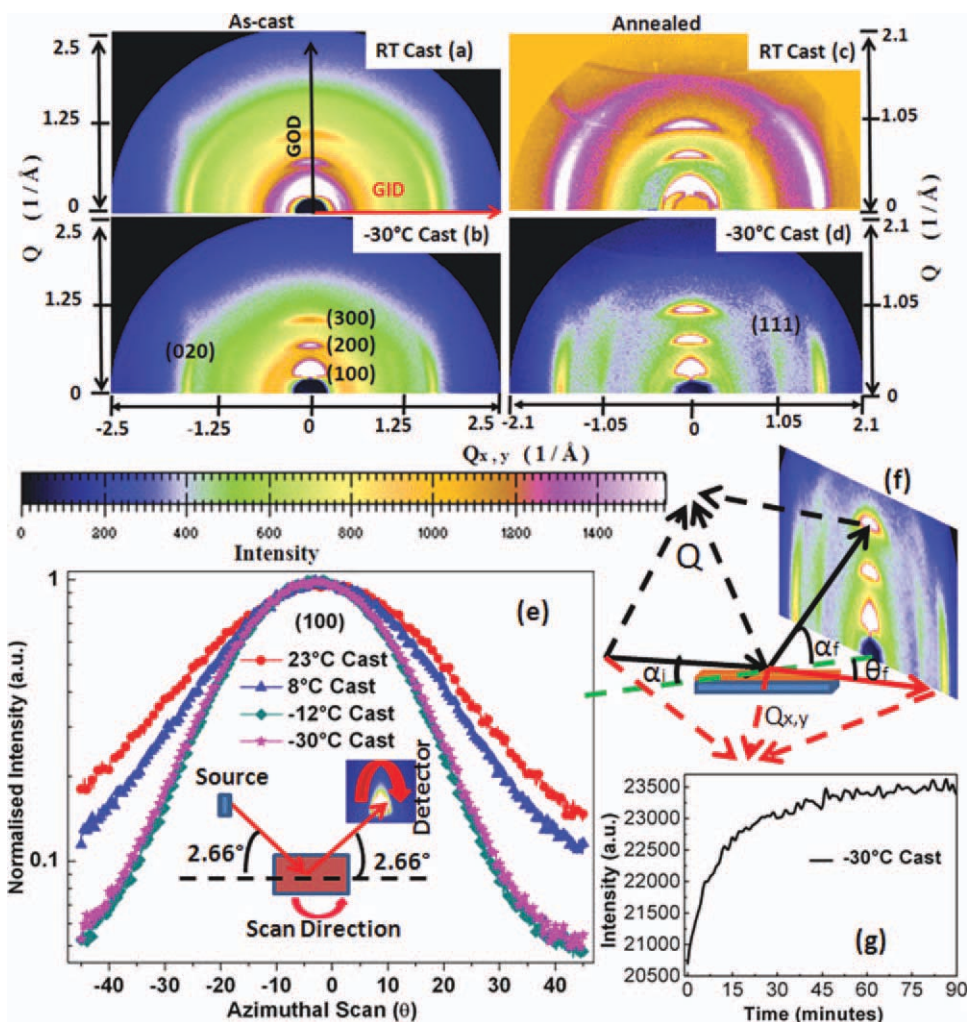 As-cast
Annealed
2.5
RT Cast (a)
RT Cast (c)
2.1
1.25
GOD
1.05
0
GID
0
Q (1/Å)
Q (1/Å)
2.5
-30°C Cast (b)
-30°C Cast (d)
2.1
1.25
(300)
(111)
1.05
(020)
(200)
(100)
0
0
-2.5 -1.25 0 1.25 2.5
-2.1 -1.05 0 1.05 2.1
Qx,y (1/Å)
0 200 400 600 800 1000 1200 1400
Intensity
(f)
Q
αf
αi
θf
Qx,y
1
0.1
Normalised Intensity (a.u.)
(e)
(100)
23°C Cast
8°C Cast
-12°C Cast
-30°C Cast
Source
Detector
2.66°
2.66°
Scan Direction
-40 -30 -20 -10 0 10 20 30 40
Azimuthal Scan (θ)
23500
23000
22500
22000
21500
21000
20500
Intensity (a.u.)
-30°C Cast
(g)
0 15 30 45 60 75 90
Time (minutes)